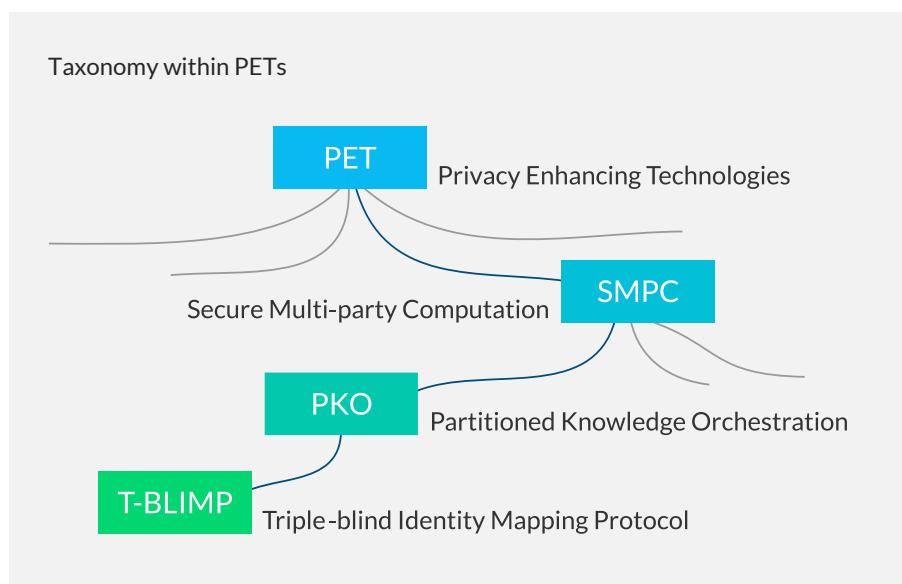 Taxonomy within PETs
PET
Privacy Enhancing Technologies
SMPC
Secure Multi-party Computation
PKO
Partitioned Knowledge Orchestration
T-BLIMP
Triple-blind Identity Mapping Protocol